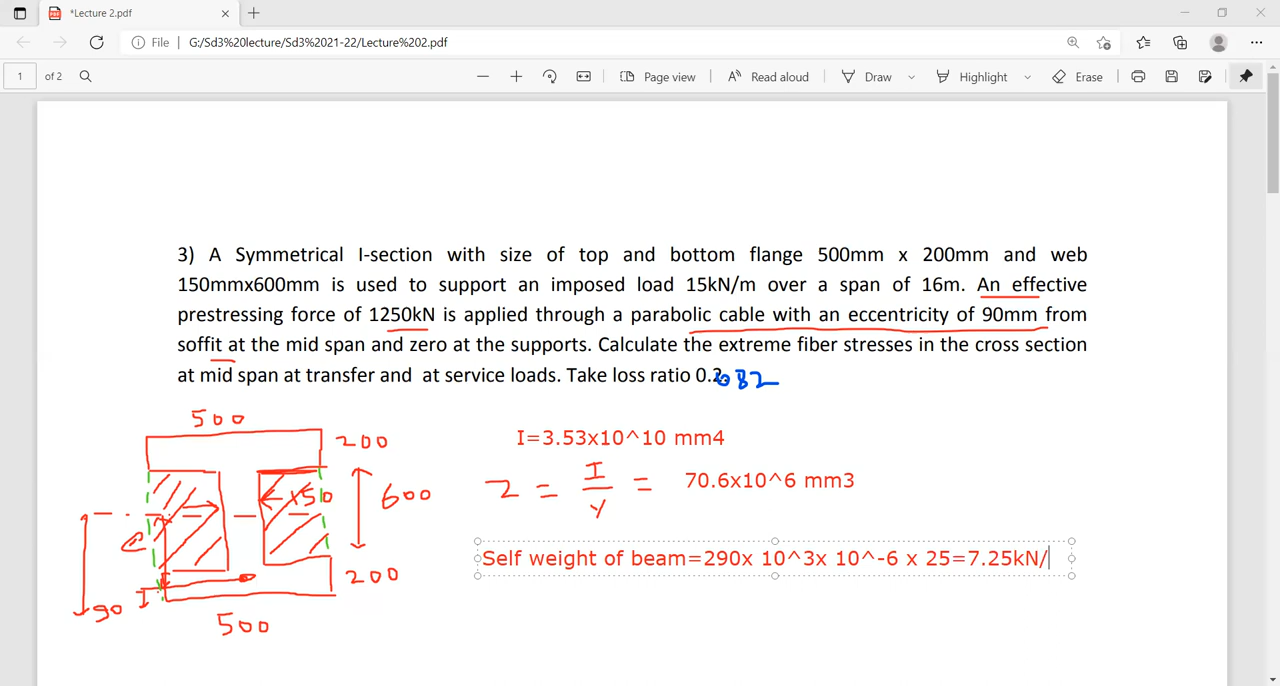 *Lecture 2.pdf
File G:/Sd3%20lecture/Sd3%2021-22/Lecture%202.pdf
1 of 2 Page view Read aloud Draw Highlight Erase
3) A Symmetrical I-section with size of top and bottom flange 500mm x 200mm and web
150mmx600mm is used to support an imposed load 15kN/m over a span of 16m. An effective
prestressing force of 1250kN is applied through a parabolic cable with an eccentricity of 90mm from
soffit at the mid span and zero at the supports. Calculate the extreme fiber stresses in the cross section
at mid span at transfer and at service loads. Take loss ratio 0.2
500
200
I=3.53x10^10 mm4
Z = I/y = 70.6x10^6 mm3
150
600
e
Self weight of beam=290x 10^3x 10^-6 x 25=7.25kN/
200
90
500